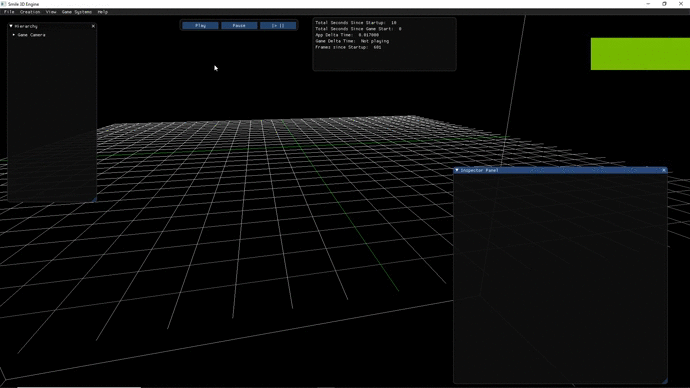 Smile 3D Engine
File Creation View Game Systems Help
Hierarchy
Game Camera
Play Pause |> ||
Total Seconds Since Startup: 10
Total Seconds Since Game Start: 0
App Delta Time: 0.017000
Game Delta Time: Not playing
Frames since Startup: 601
Inspector Panel